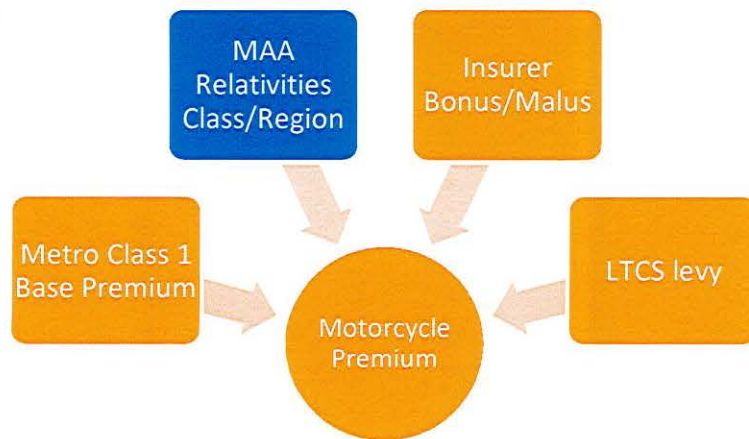 MAA
Relativities
Class/Region
Insurer
Bonus/Malus
Metro Class 1
Base Premium
LTCS levy
Motorcycle
Premium